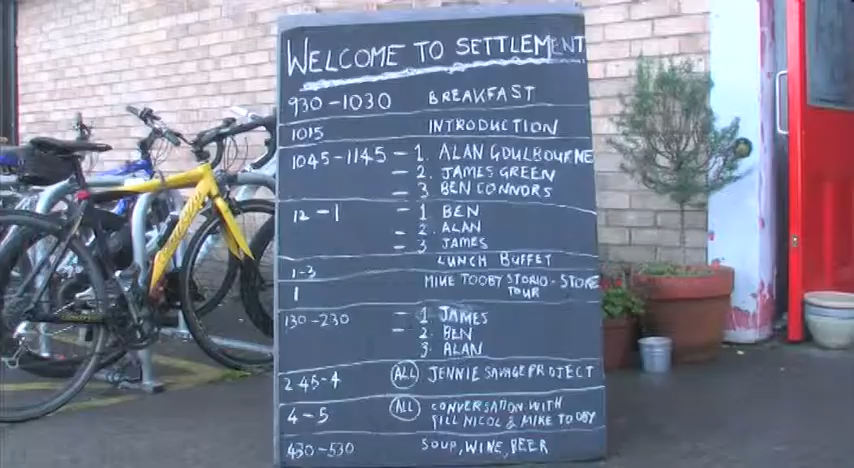 WELCOME TO SETTLEMENT
930-1030 BREAKFAST
1015 INTRODUCTION
1045-1145 - 1. ALAN GOULBOURNE
- 2. JAMES GREEN
- 3 BEN CONNORS
12-1 - 1 BEN
- 2. ALAN
- 3 JAMES
LUNCH BUFFET
1-3
1 MIKE TOOBY STORIO-STORE
TOUR
130-230 - 1 JAMES
- 2. BEN
3. ALAN
2 45-4 ALL JENNIE SAVAGE PROJECT
4-5 ALL CONVERSATION WITH
PILL NICOL & MIKE TOOBY
430-530 SOUP, WINE, BEER